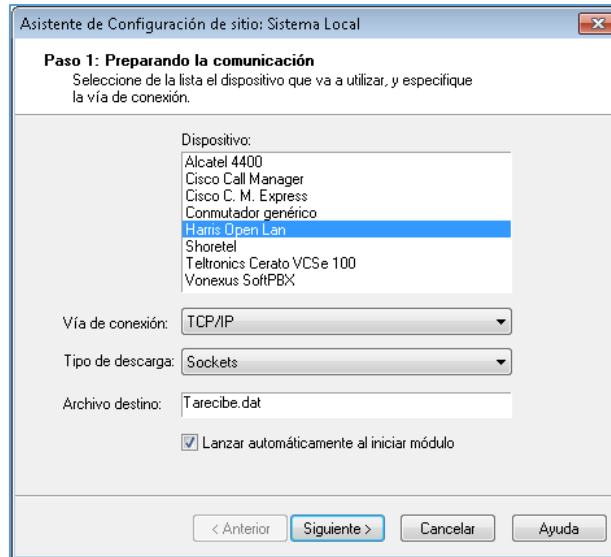 Asistente de Configuración de sitio: Sistema Local
Paso 1: Preparando la comunicación
Seleccione de la lista el dispositivo que va a utilizar, y especifique
la vía de conexión.
Dispositivo:
Alcatel 4400
Cisco Call Manager
Cisco C. M. Express
Conmutador genérico
Harris Open Lan
Shoretel
Teltronics Cerato VCSe 100
Vonexus SoftPBX
Vía de conexión: TCP/IP
Tipo de descarga: Sockets
Archivo destino: Tarecibe.dat
Lanzar automáticamente al iniciar módulo
< Anterior Siguiente > Cancelar Ayuda